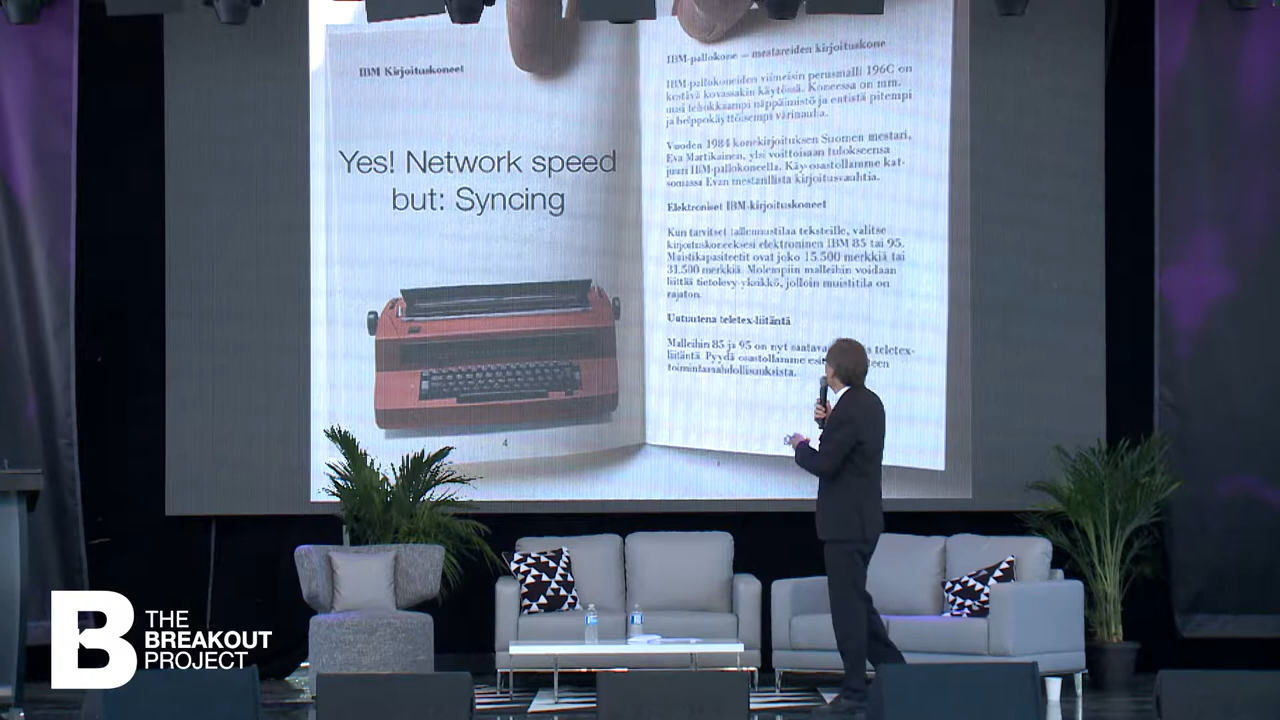 IBM Kirjoituskoneet
Yes! Network speed
but: Syncing
4
IBM-pallokone – mestareiden kirjoituskone
IBM-pallokoneiden viimeisin perusmalli 196C on
kestävä kovassakin käytössä. Koneessa on mm.
uusi tehokkaampi näppäimistö ja entistä pitempi
ja helppokäyttöisempi värinauha.
Vuoden 1984 konekirjoituksen Suomen mestari,
Eva Martikainen, ylsi voittoisaan tulokseensa
juuri IBM-pallokoneella. Käy osastollamme kat-
somassa Evan mestarillista kirjoitusvauhtia.
Elektroniset IBM-kirjoituskoneet
Kun tarvitset tallennustilaa teksteille, valitse
kirjoituskoneeksesi elektroninen IBM 85 tai 95.
Muistikapasiteetit ovat joko 15.500 merkkiä tai
31.500 merkkiä. Molempiin malleihin voidaan
liittää tietolevy-yksikkö, jolloin muistitila on
rajaton.
Uutuutena teletex-liitäntä
Malleihin 85 ja 95 on nyt teletex-
liitäntä. Pyydä osastollamme
toimintamahdollisuuksista.
B THE
BREAKOUT
PROJECT